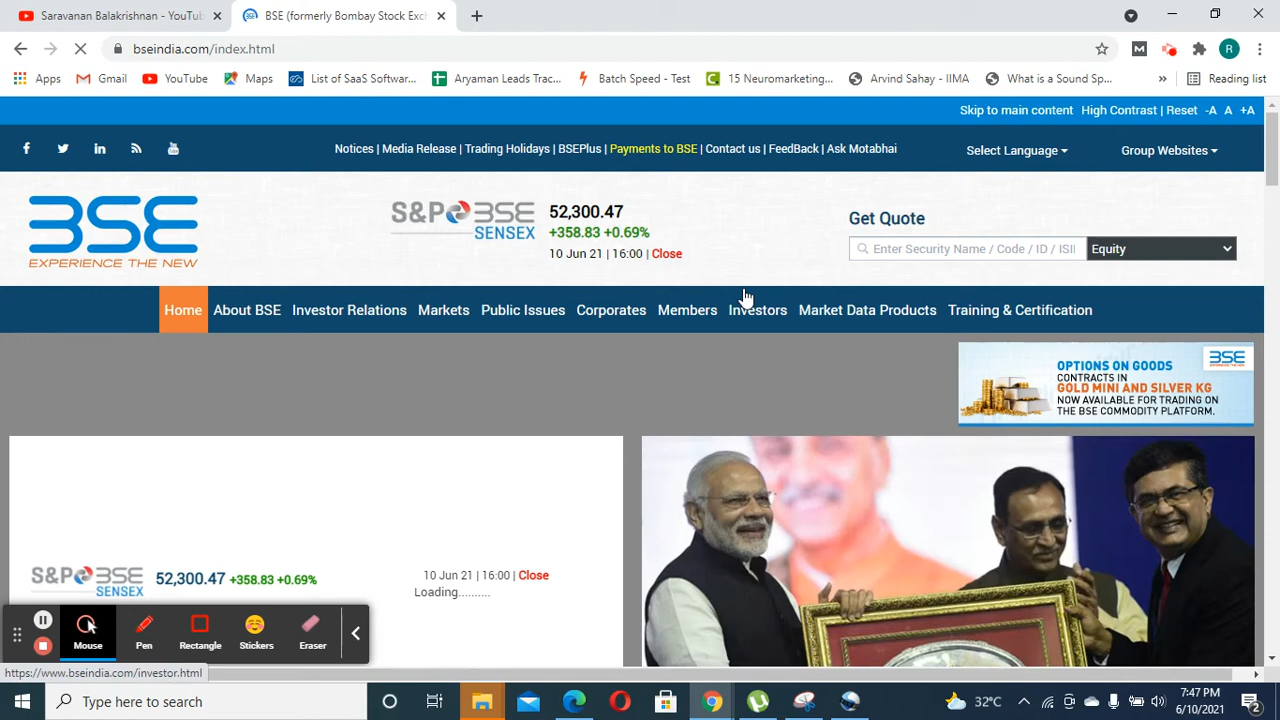 Saravanan Balakrishnan - YouTub
BSE (formerly Bombay Stock Exch
bseindia.com/index.html
Apps
Gmail
YouTube
Maps
List of SaaS Softwar...
Aryaman Leads Trac...
Batch Speed - Test
15 Neuromarketing...
Arvind Sahay - IIMA
What is a Sound Sp...
»
Reading list
Skip to main content High Contrast | Reset -A A +A
Notices | Media Release | Trading Holidays | BSEPlus | Payments to BSE | Contact us | FeedBack | Ask Motabhai
Select Language
Group Websites
BSE
EXPERIENCE THE NEW
S&P BSE
SENSEX
52,300.47
+358.83 +0.69%
10 Jun 21 | 16:00 | Close
Get Quote
Enter Security Name / Code / ID / ISI
Equity
Home About BSE Investor Relations Markets Public Issues Corporates Members Investors Market Data Products Training & Certification
BSE
EXPERIENCE THE NEW
OPTIONS ON GOODS
CONTRACTS IN
GOLD MINI AND SILVER KG
NOW AVAILABLE FOR TRADING ON
THE BSE COMMODITY PLATFORM.
S&P BSE
SENSEX
52,300.47 +358.83 +0.69%
10 Jun 21 | 16:00 | Close
Loading..........
Mouse
Pen
Rectangle
Stickers
Eraser
https://www.bseindia.com/investor.html
Type here to search
32°C
7:47 PM
6/10/2021
2
R
M